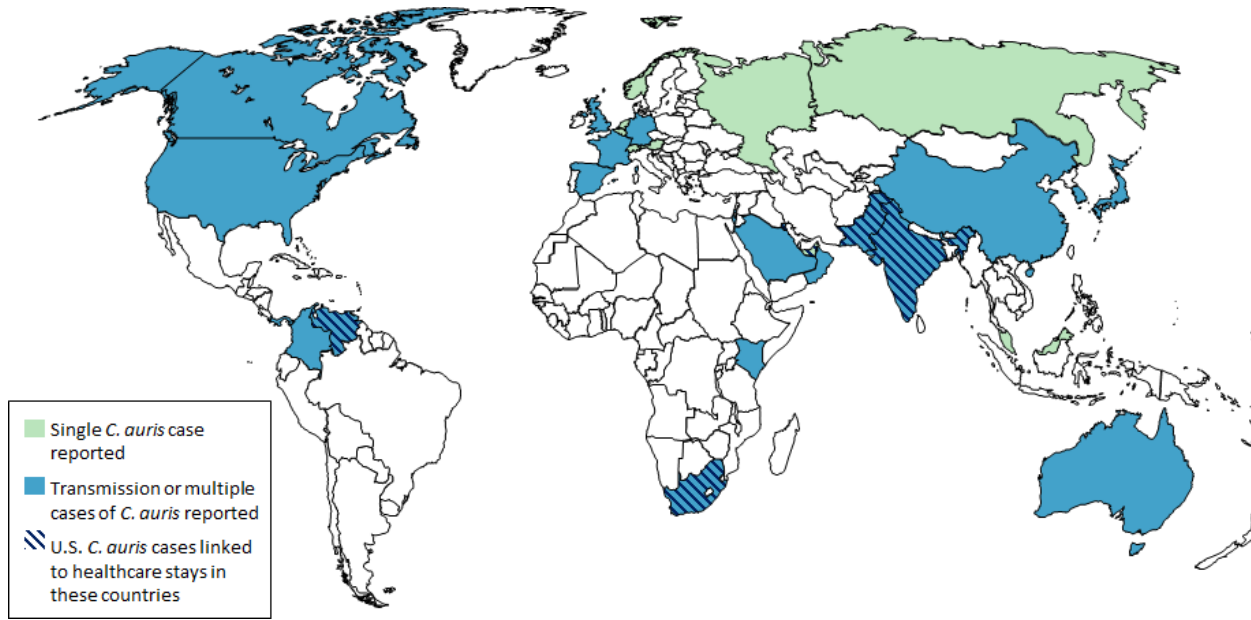 Single C. auris case
reported
Transmission or multiple
cases of C. auris reported
U.S. C. auris cases linked
to healthcare stays in
these countries